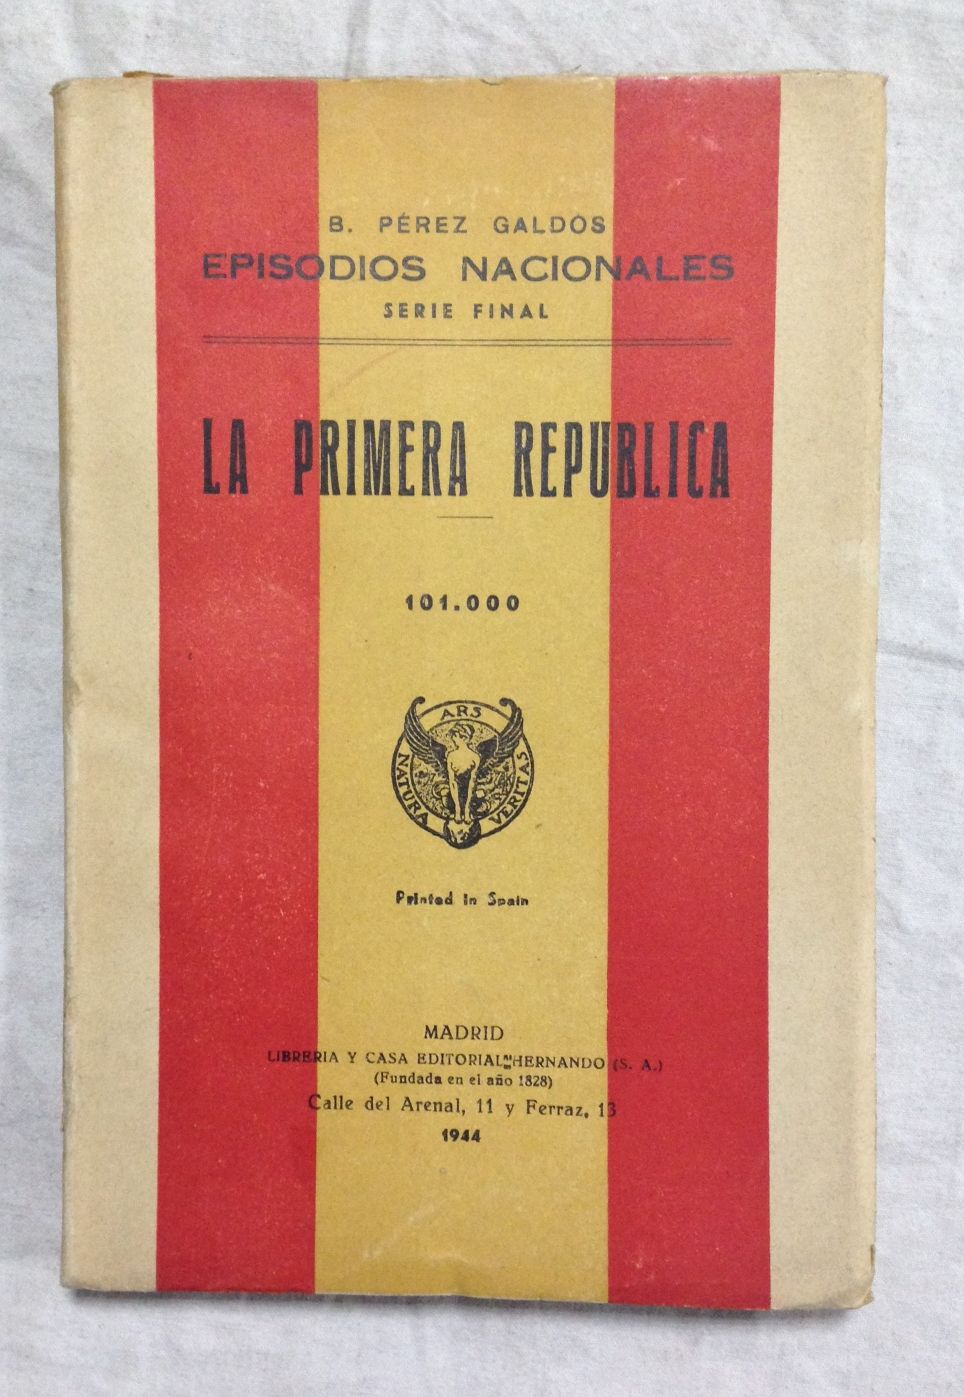 B. PÉREZ GALDÓS
EPISODIOS NACIONALES
SERIE FINAL
LA PRIMERA REPUBLICA
101.000
ARS
NATURA
VERITAS
Printed in Spain
MADRID
LIBRERIA Y CASA EDITORIAL HERNANDO (S. A.)
(Fundada en el año 1828)
Calle del Arenal, 11 y Ferraz, 13
1944